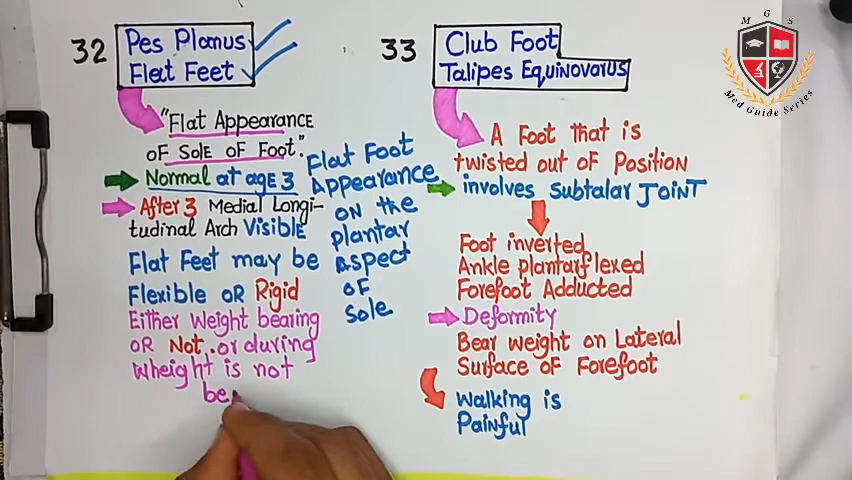 32
Pes Planus
Flat Feet
"Flat Appearance
of Sole of Foot".
Normal at age 3
After 3 Medial Longi-
tudinal Arch Visible
Flat Feet may be
Flexible OR Rigid
Either Weight bearing
OR Not. or during
Wheight is not
be
Flat Foot
Appearance
on the
plantar
aspect
of
Sole
33
Club Foot
Talipes Equinovarus
A Foot that is
twisted out of Position
involves Subtalar Joint
Foot inverted
Ankle plantarflexed
Forefoot Adducted
Deformity
Bear weight on Lateral
Surface of Forefoot
Walking is
Painful
M G S
Med Guide Series